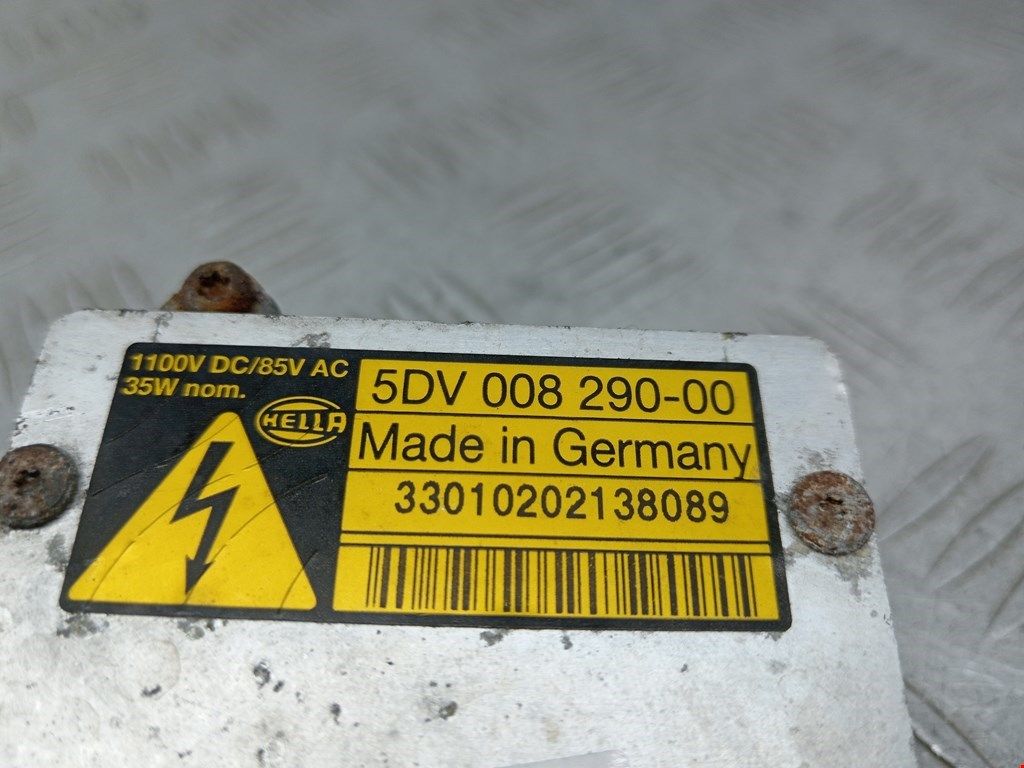 1100V DC/85V AC
35W nom.
HELLA
5DV 008 290-00
Made in Germany
33010202138089